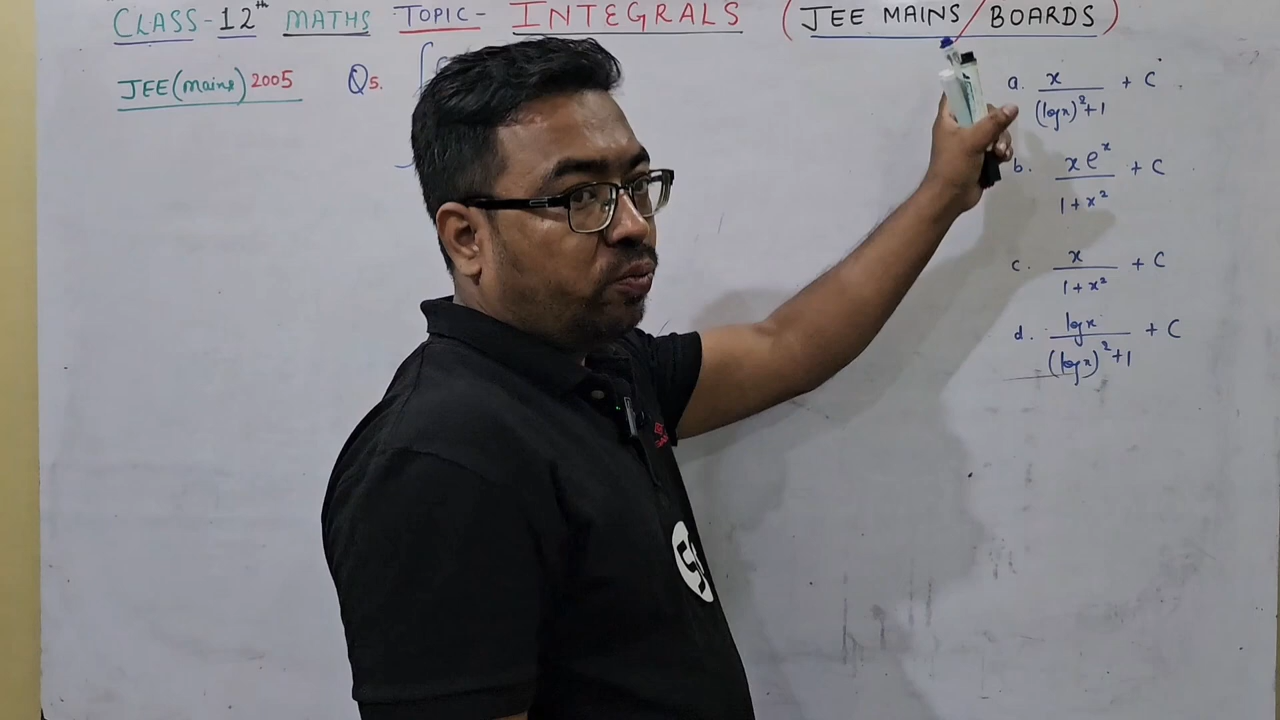 CLASS-12th MATHS TOPIC- INTEGRALS (JEE MAINS/BOARDS)
JEE(mains) 2005 Q5. ∫
a. x/((logx)²+1) + C
b. xe^x/(1+x²) + C
c. x/(1+x²) + C
d. logx/((logx)²+1) + C